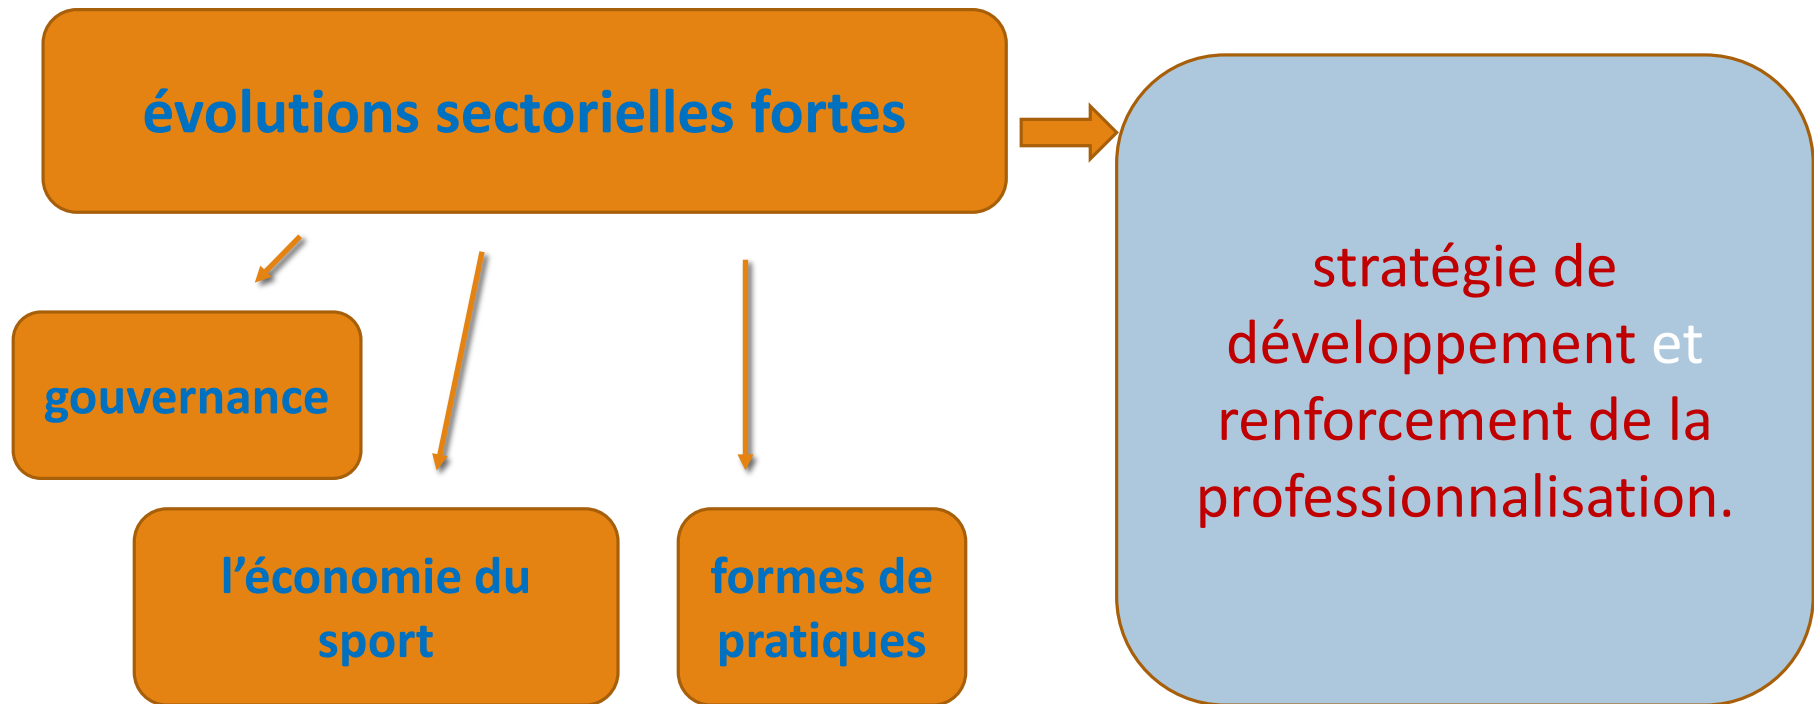 évolutions sectorielles fortes
gouvernance
l’économie du
sport
formes de
pratiques
stratégie de
développement et
renforcement de la
professionnalisation.